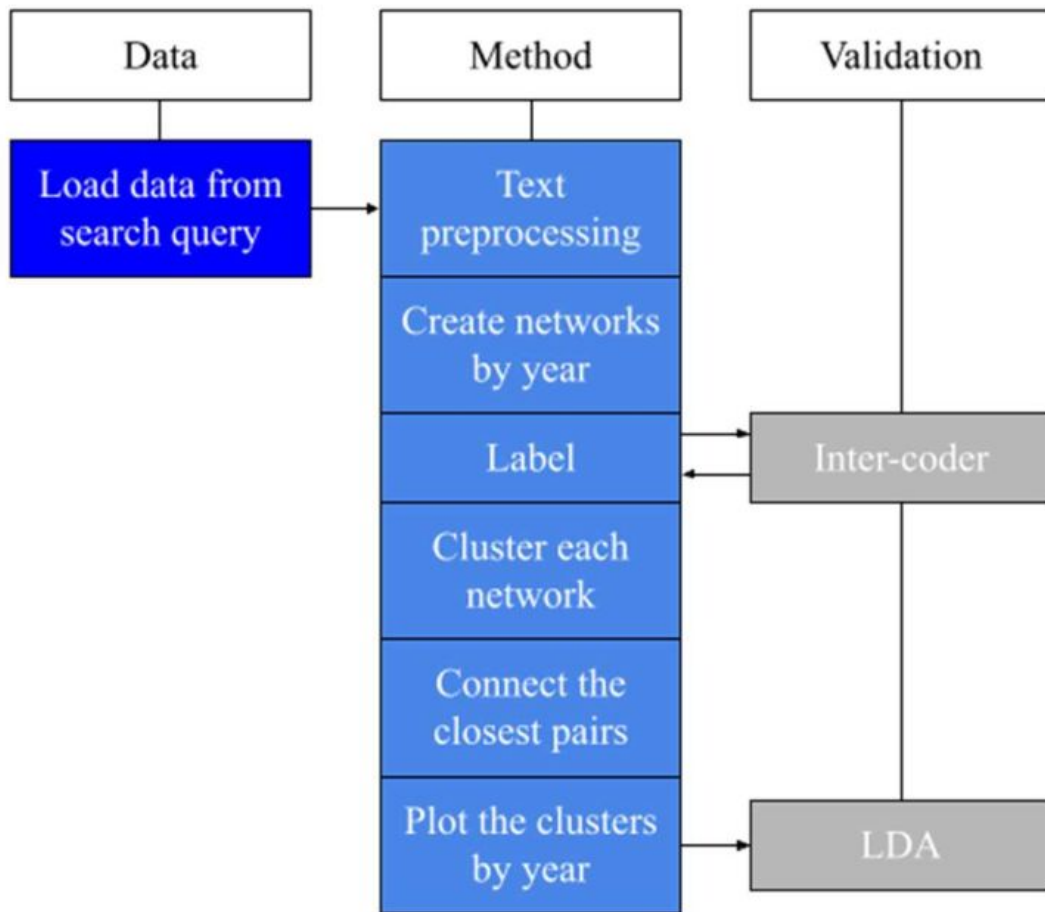 Data
Method
Validation
Load data from
search query
Text
preprocessing
Create networks
by year
Label
Inter-coder
Cluster each
network
Connect the
closest pairs
Plot the clusters
by year
LDA